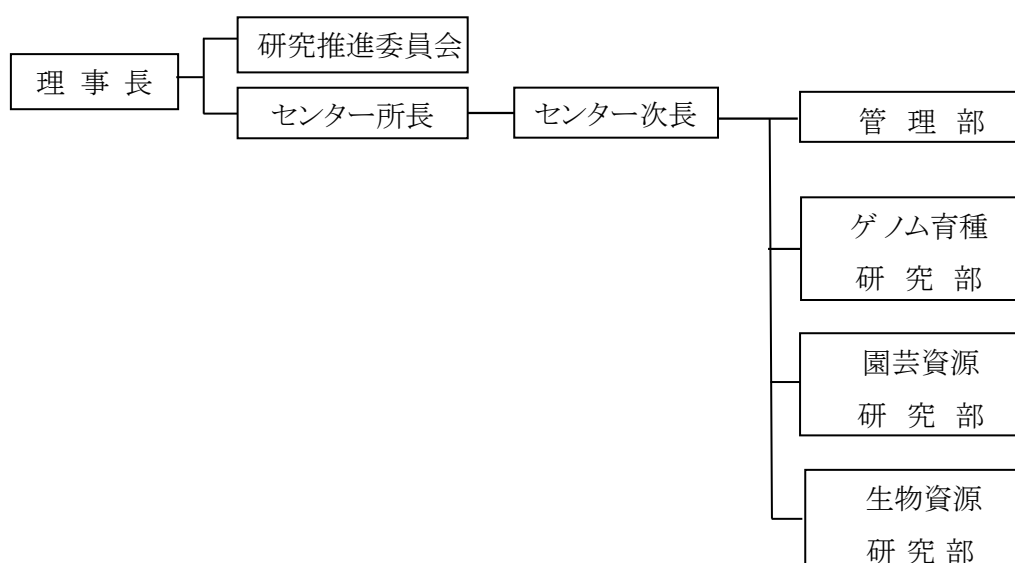 研究推進委員会
理 事 長
センター所長
センター次長
管 理 部
ゲノム育種
研 究 部
園芸資源
研 究 部
生物資源
研 究 部